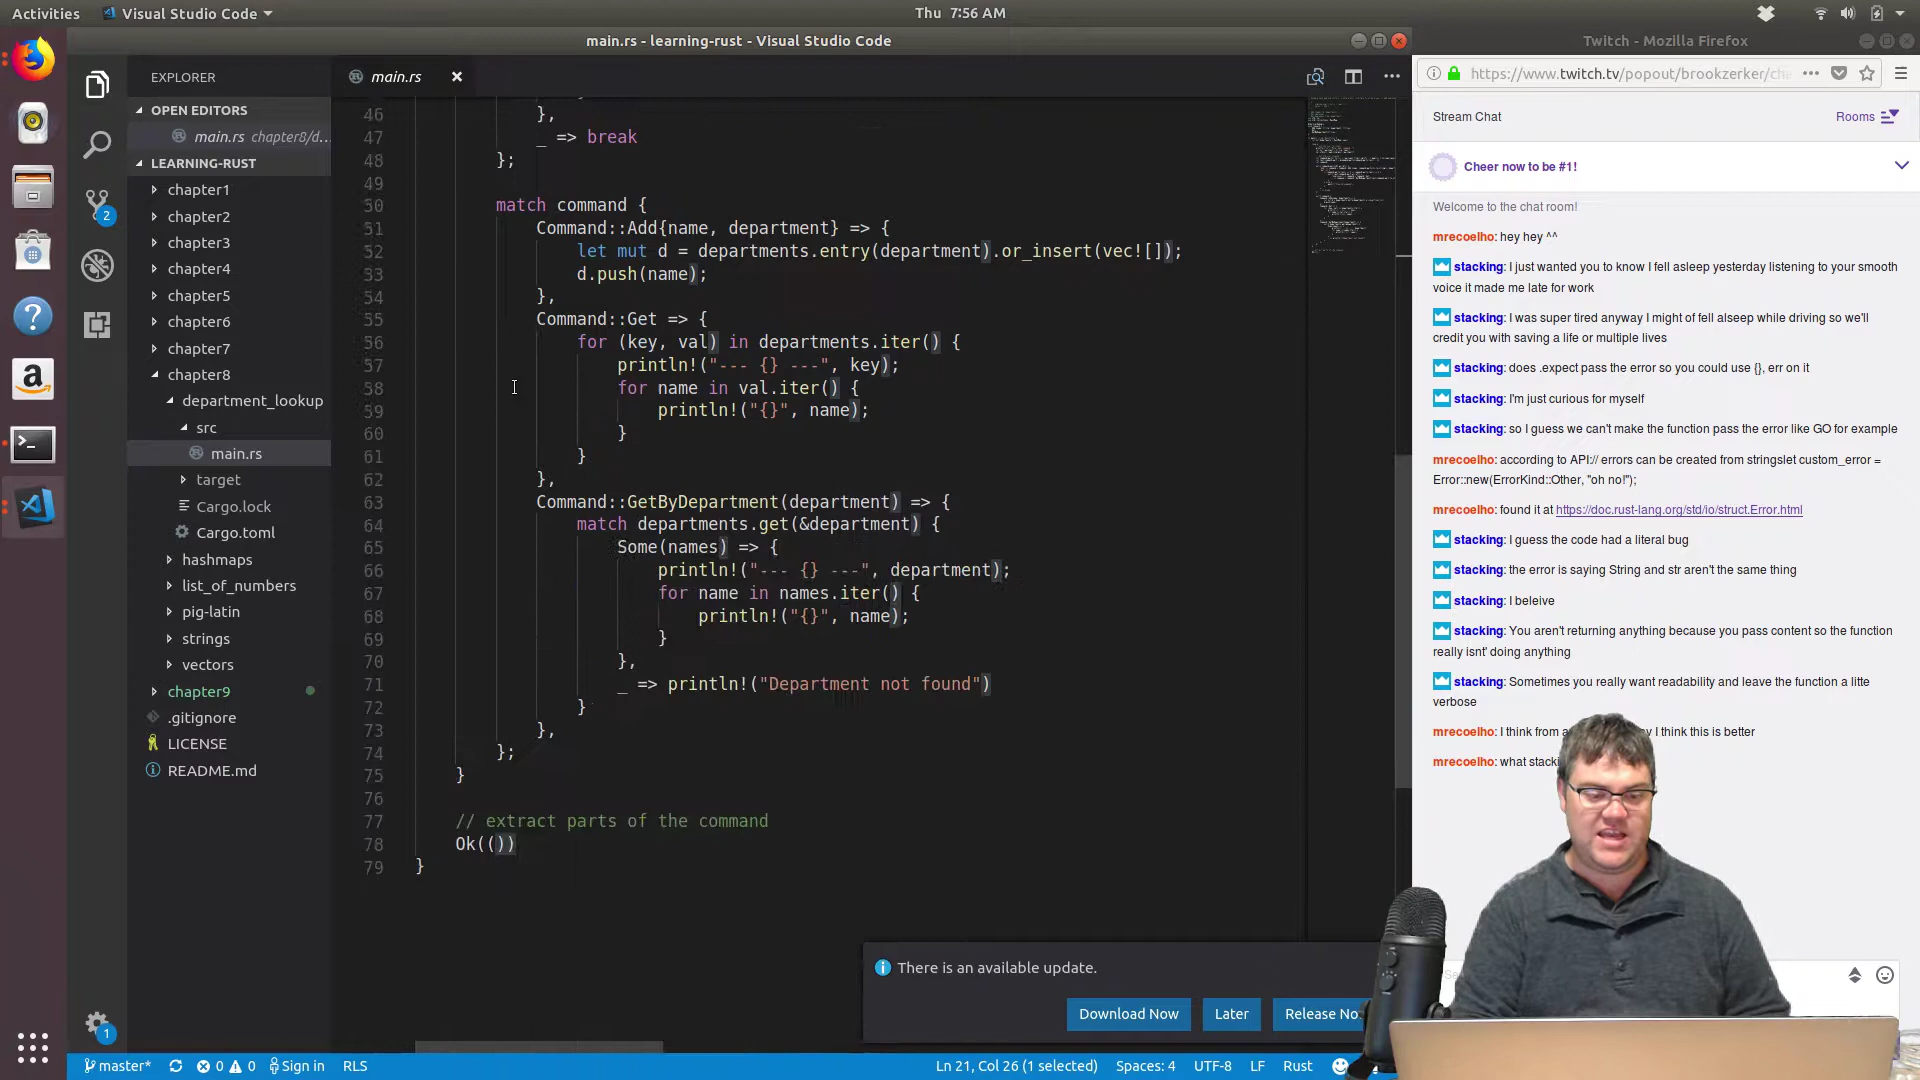 Activities
Visual Studio Code
Thu 7:56 AM
main.rs - learning-rust - Visual Studio Code
Twitch - Mozilla Firefox
https://www.twitch.tv/popout/brookzerker/ch
EXPLORER
OPEN EDITORS
main.rs chapter8/d...
LEARNING-RUST
chapter1
chapter2
chapter3
chapter4
chapter5
chapter6
chapter7
chapter8
department_lookup
src
main.rs
target
Cargo.lock
Cargo.toml
hashmaps
list_of_numbers
pig-latin
strings
vectors
chapter9
.gitignore
LICENSE
README.md
2
1
main.rs
46 },
47 _ => break
48 };
49
50 match command {
51 Command::Add{name, department} => {
52 let mut d = departments.entry(department).or_insert(vec![]);
53 d.push(name);
54 },
55 Command::Get => {
56 for (key, val) in departments.iter() {
57 println!("--- {} ---", key);
58 for name in val.iter() {
59 println!("{}", name);
60 }
61 }
62 },
63 Command::GetByDepartment(department) => {
64 match departments.get(&department) {
65 Some(names) => {
66 println!("--- {} ---", department);
67 for name in names.iter() {
68 println!("{}", name);
69 }
70 },
71 _ => println!("Department not found")
72 }
73 },
74 };
75 }
76
77 // extract parts of the command
78 Ok(())
79 }
There is an available update.
Download Now
Later
Release No
master*
0
0
Sign in
RLS
Ln 21, Col 26 (1 selected)
Spaces: 4
UTF-8
LF
Rust
Stream Chat
Rooms
Cheer now to be #1!
Welcome to the chat room!
mrecoelho: hey hey ^^
stacking: I just wanted you to know I fell asleep yesterday listening to your smooth
voice it made me late for work
stacking: I was super tired anyway I might of fell alseep while driving so we'll
credit you with saving a life or multiple lives
stacking: does .expect pass the error so you could use {}, err on it
stacking: I'm just curious for myself
stacking: so I guess we can't make the function pass the error like GO for example
mrecoelho: according to API:// errors can be created from stringslet custom_error =
Error::new(ErrorKind::Other, "oh no!");
mrecoelho: found it at https://doc.rust-lang.org/std/io/struct.Error.html
stacking: I guess the code had a literal bug
stacking: the error is saying String and str aren't the same thing
stacking: I beleive
stacking: You aren't returning anything because you pass content so the function
really isnt' doing anything
stacking: Sometimes you really want readability and leave the function a litte
verbose
mrecoelho: I think from a I think this is better
mrecoelho: what